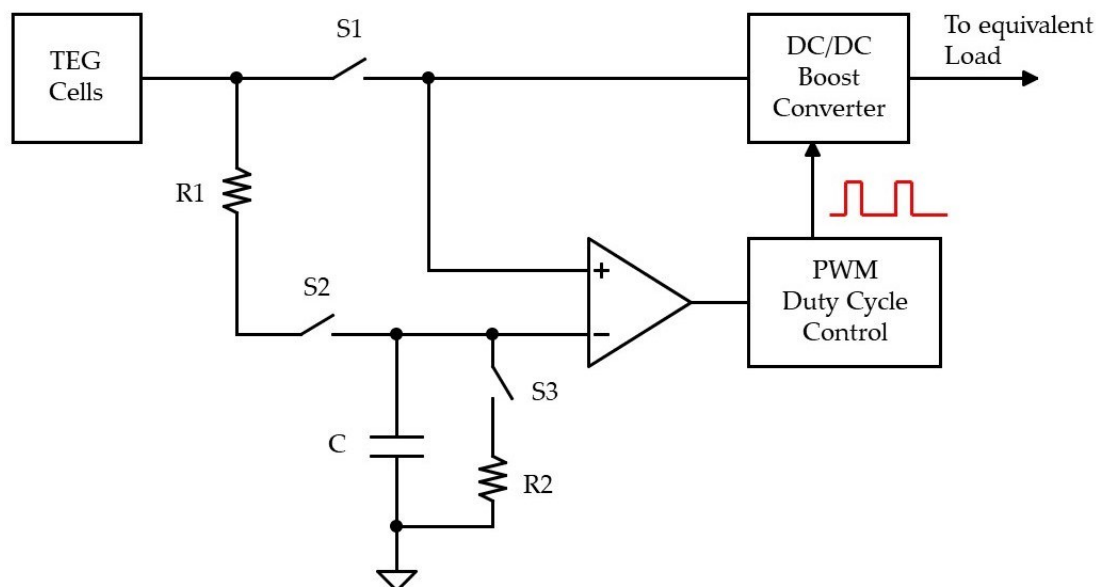 TEG
Cells
S1
DC/DC
Boost
Converter
To equivalent
Load
R1
S2
+
−
PWM
Duty Cycle
Control
S3
C
R2